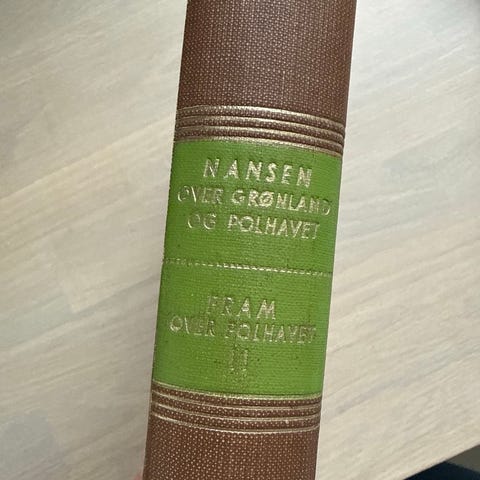 NANSEN
OVER GRØNLAND
OG POLHAVET
FRAM
OVER POLHAVET
II